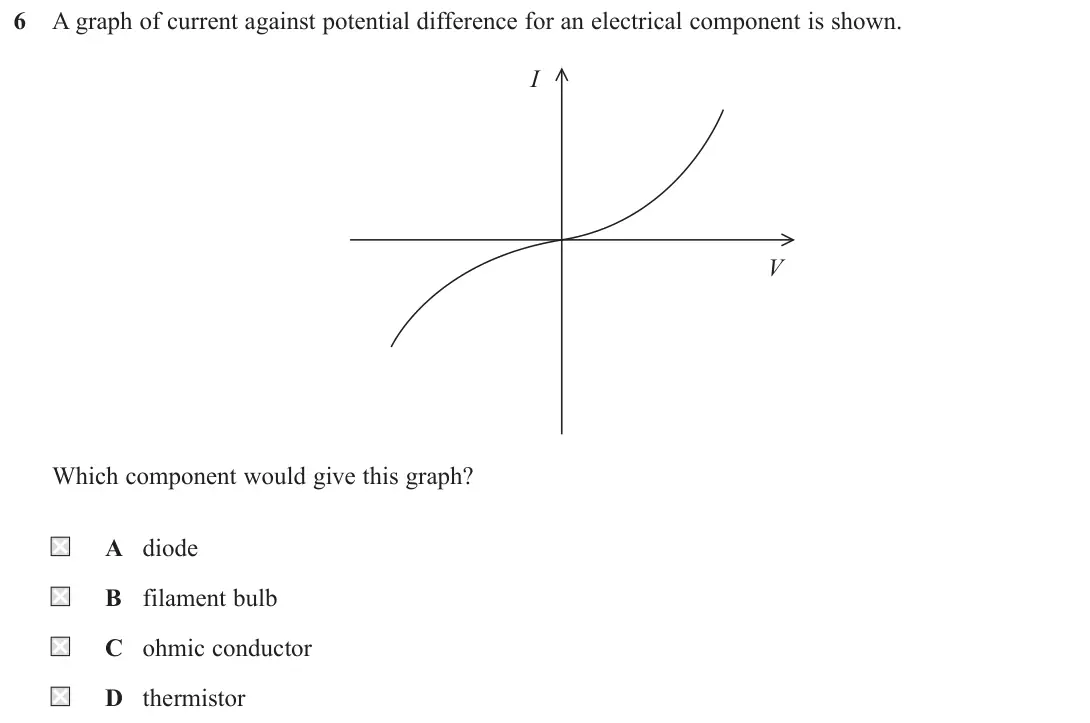 6 A graph of current against potential difference for an electrical component is shown.
I
V
Which component would give this graph?
A diode
B filament bulb
C ohmic conductor
D thermistor